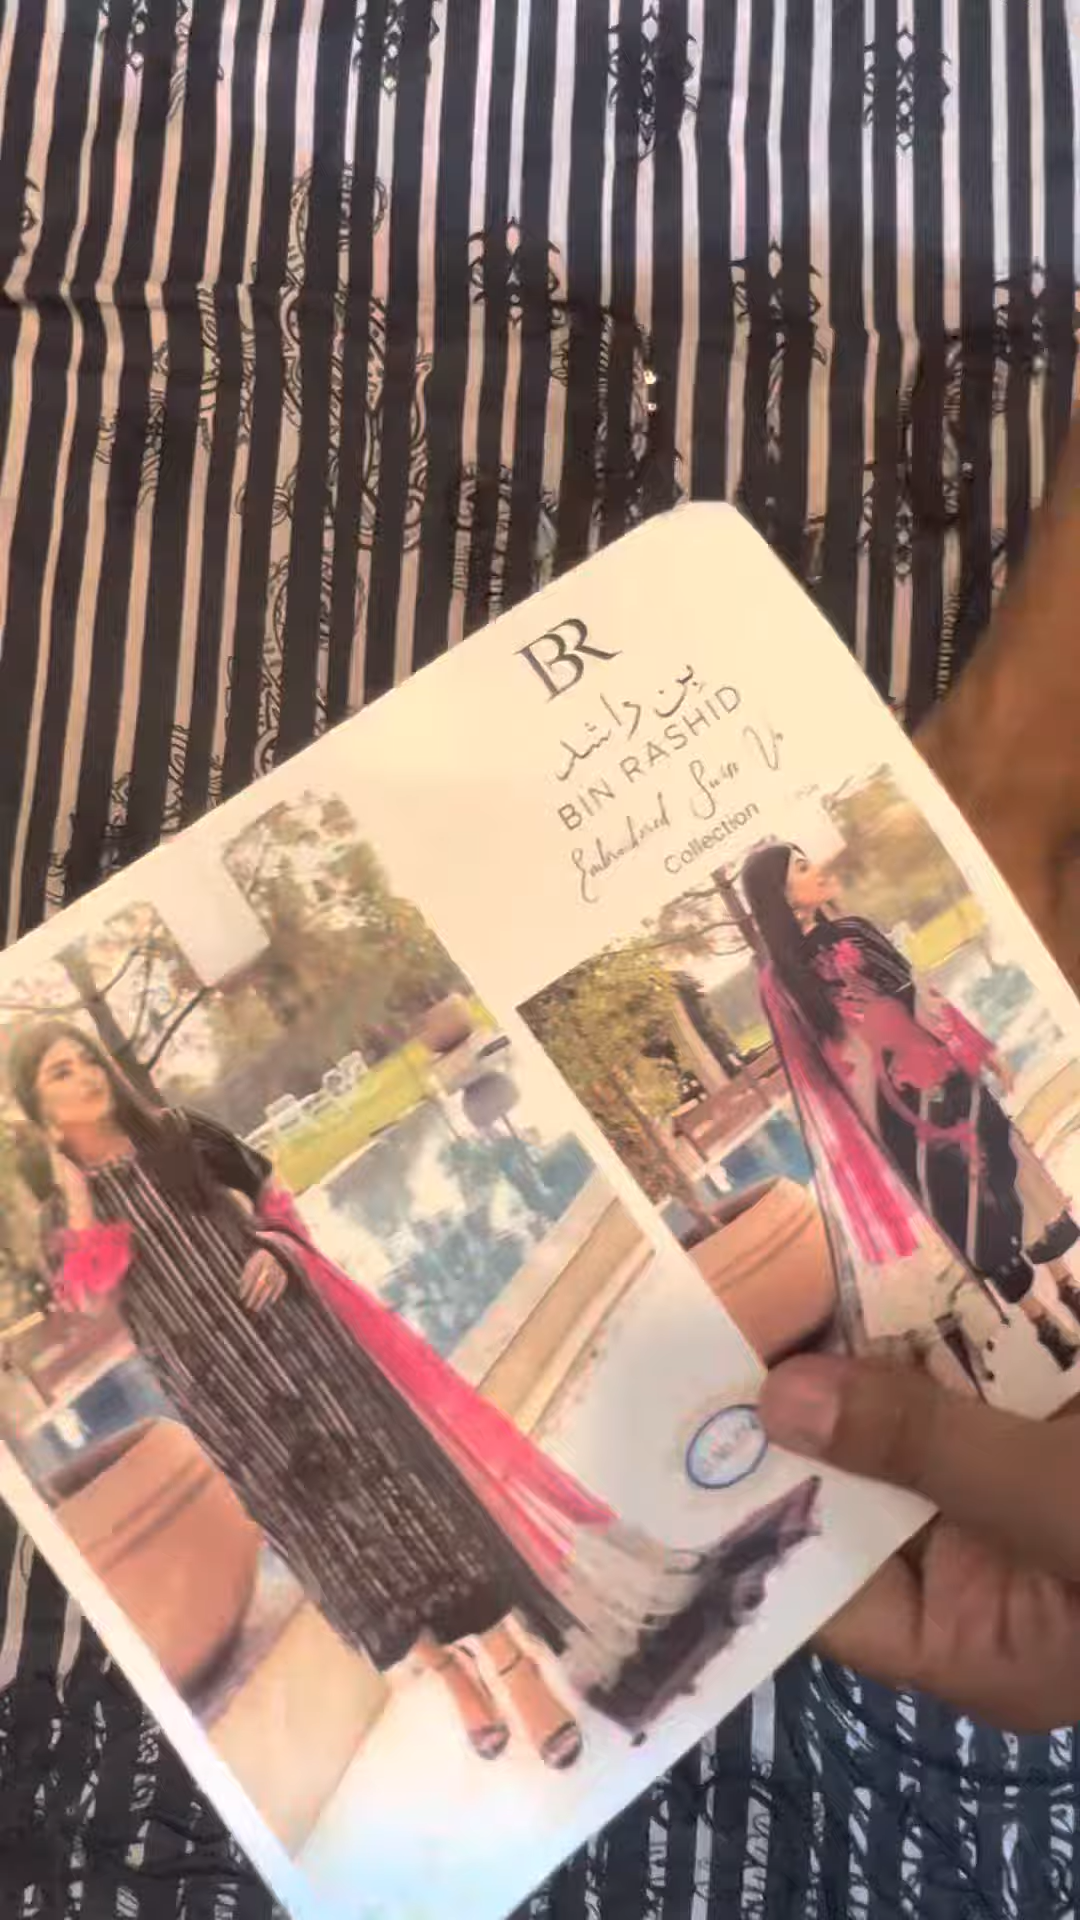 BR
بن راشد
BIN RASHID
Embroidered Swiss
Collection